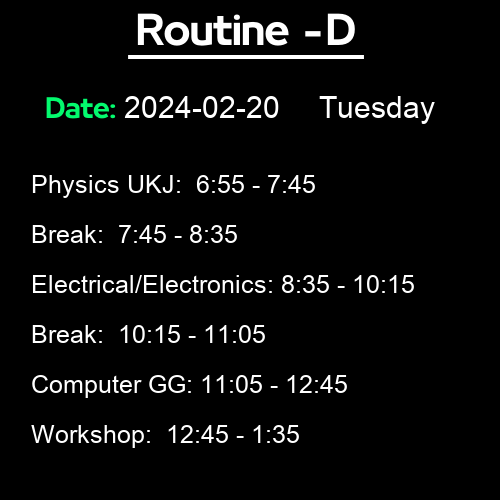 Routine -D
Date: 2024-02-20 Tuesday
Physics UKJ: 6:55 - 7:45
Break: 7:45 - 8:35
Electrical/Electronics: 8:35 - 10:15
Break: 10:15 - 11:05
Computer GG: 11:05 - 12:45
Workshop: 12:45 - 1:35